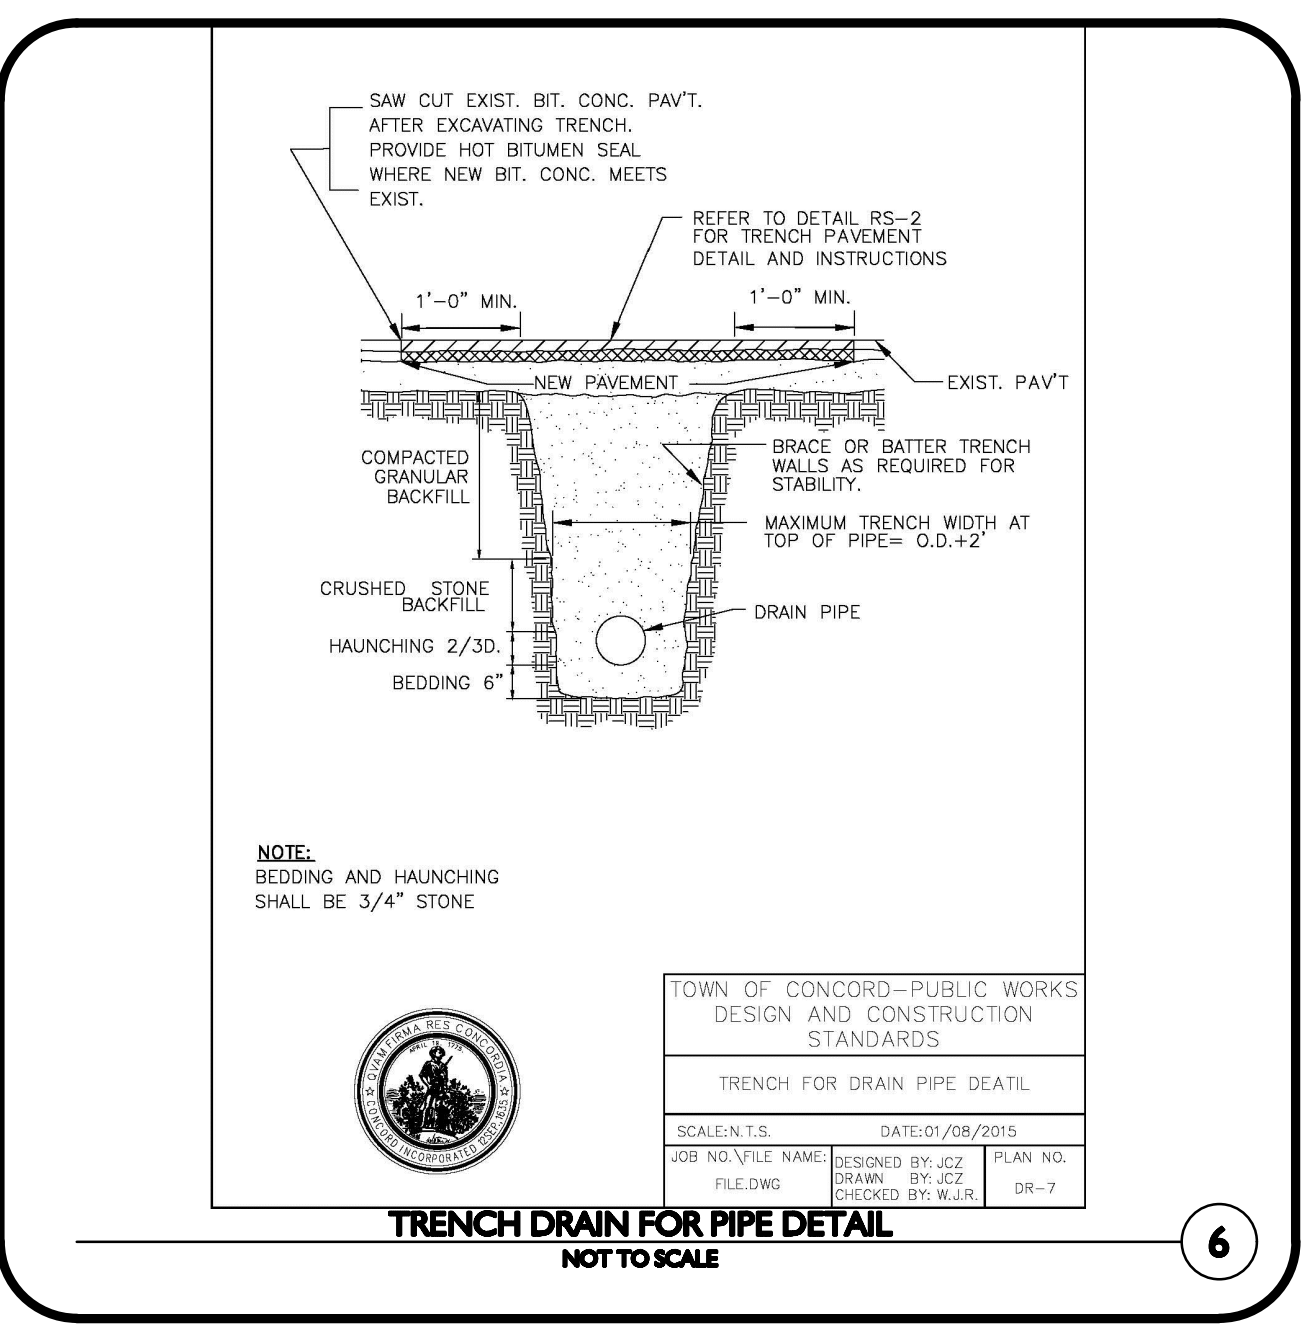 SAW CUT EXIST. BIT. CONC. PAV'T.
AFTER EXCAVATING TRENCH.
PROVIDE HOT BITUMEN SEAL
WHERE NEW BIT. CONC. MEETS
EXIST.
REFER TO DETAIL RS-2
FOR TRENCH PAVEMENT
DETAIL AND INSTRUCTIONS
1'-0" MIN.
1'-0" MIN.
NEW PAVEMENT
EXIST. PAV'T
COMPACTED
GRANULAR
BACKFILL
BRACE OR BATTER TRENCH
WALLS AS REQUIRED FOR
STABILITY.
MAXIMUM TRENCH WIDTH AT
TOP OF PIPE= O.D.+2'
CRUSHED STONE
BACKFILL
DRAIN PIPE
HAUNCHING 2/3D.
BEDDING 6"
NOTE:
BEDDING AND HAUNCHING
SHALL BE 3/4" STONE
QVAM FIRMA RES CONCORDIA
APRIL 19, 1775.
CONCORD INCORPORATED 12SEP., 1635.
TOWN OF CONCORD-PUBLIC WORKS
DESIGN AND CONSTRUCTION
STANDARDS
TRENCH FOR DRAIN PIPE DEATIL
SCALE:N.T.S.
DATE:01/08/2015
JOB NO.\FILE NAME:
FILE.DWG
DESIGNED BY: JCZ
DRAWN BY: JCZ
CHECKED BY: W.J.R.
PLAN NO.
DR-7
TRENCH DRAIN FOR PIPE DETAIL
NOT TO SCALE
6